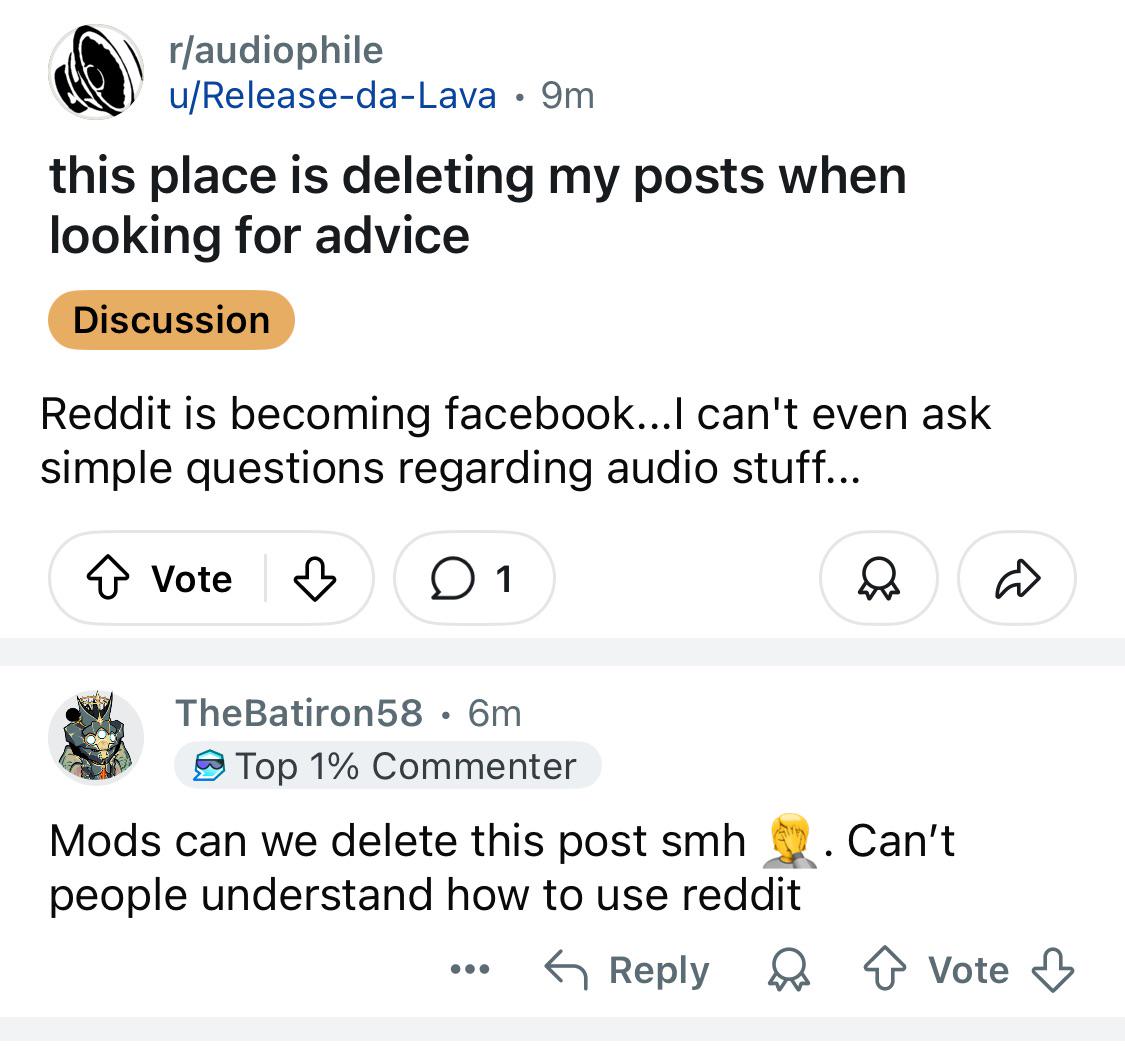 r/audiophile
u/Release-da-Lava • 9m
this place is deleting my posts when
looking for advice
Discussion
Reddit is becoming facebook...I can't even ask
simple questions regarding audio stuff...
Vote
1
TheBatiron58 • 6m
Top 1% Commenter
Mods can we delete this post smh 🤦. Can’t
people understand how to use reddit
Reply
Vote